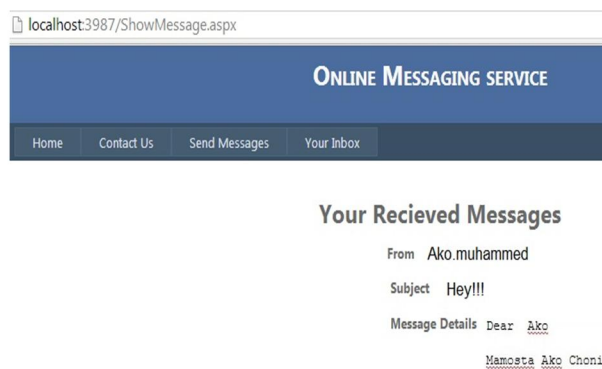 localhost:3987/ShowMessage.aspx
ONLINE MESSAGING SERVICE
Home Contact Us Send Messages Your Inbox
Your Recieved Messages
From Ako.muhammed
Subject Hey!!!
Message Details Dear Ako
Mamosta Ako Choni